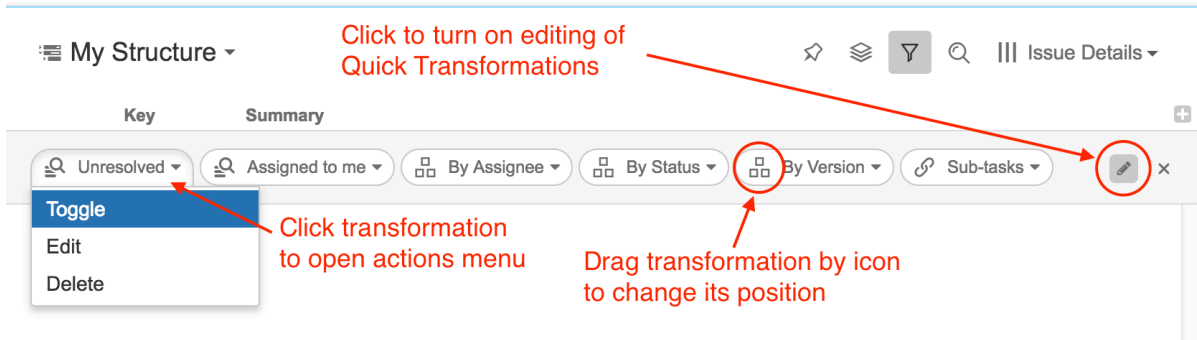 My Structure
Click to turn on editing of
Quick Transformations
Issue Details
Key Summary
Unresolved Assigned to me By Assignee By Status By Version Sub-tasks
Toggle
Edit
Delete
Click transformation
to open actions menu
Drag transformation by icon
to change its position